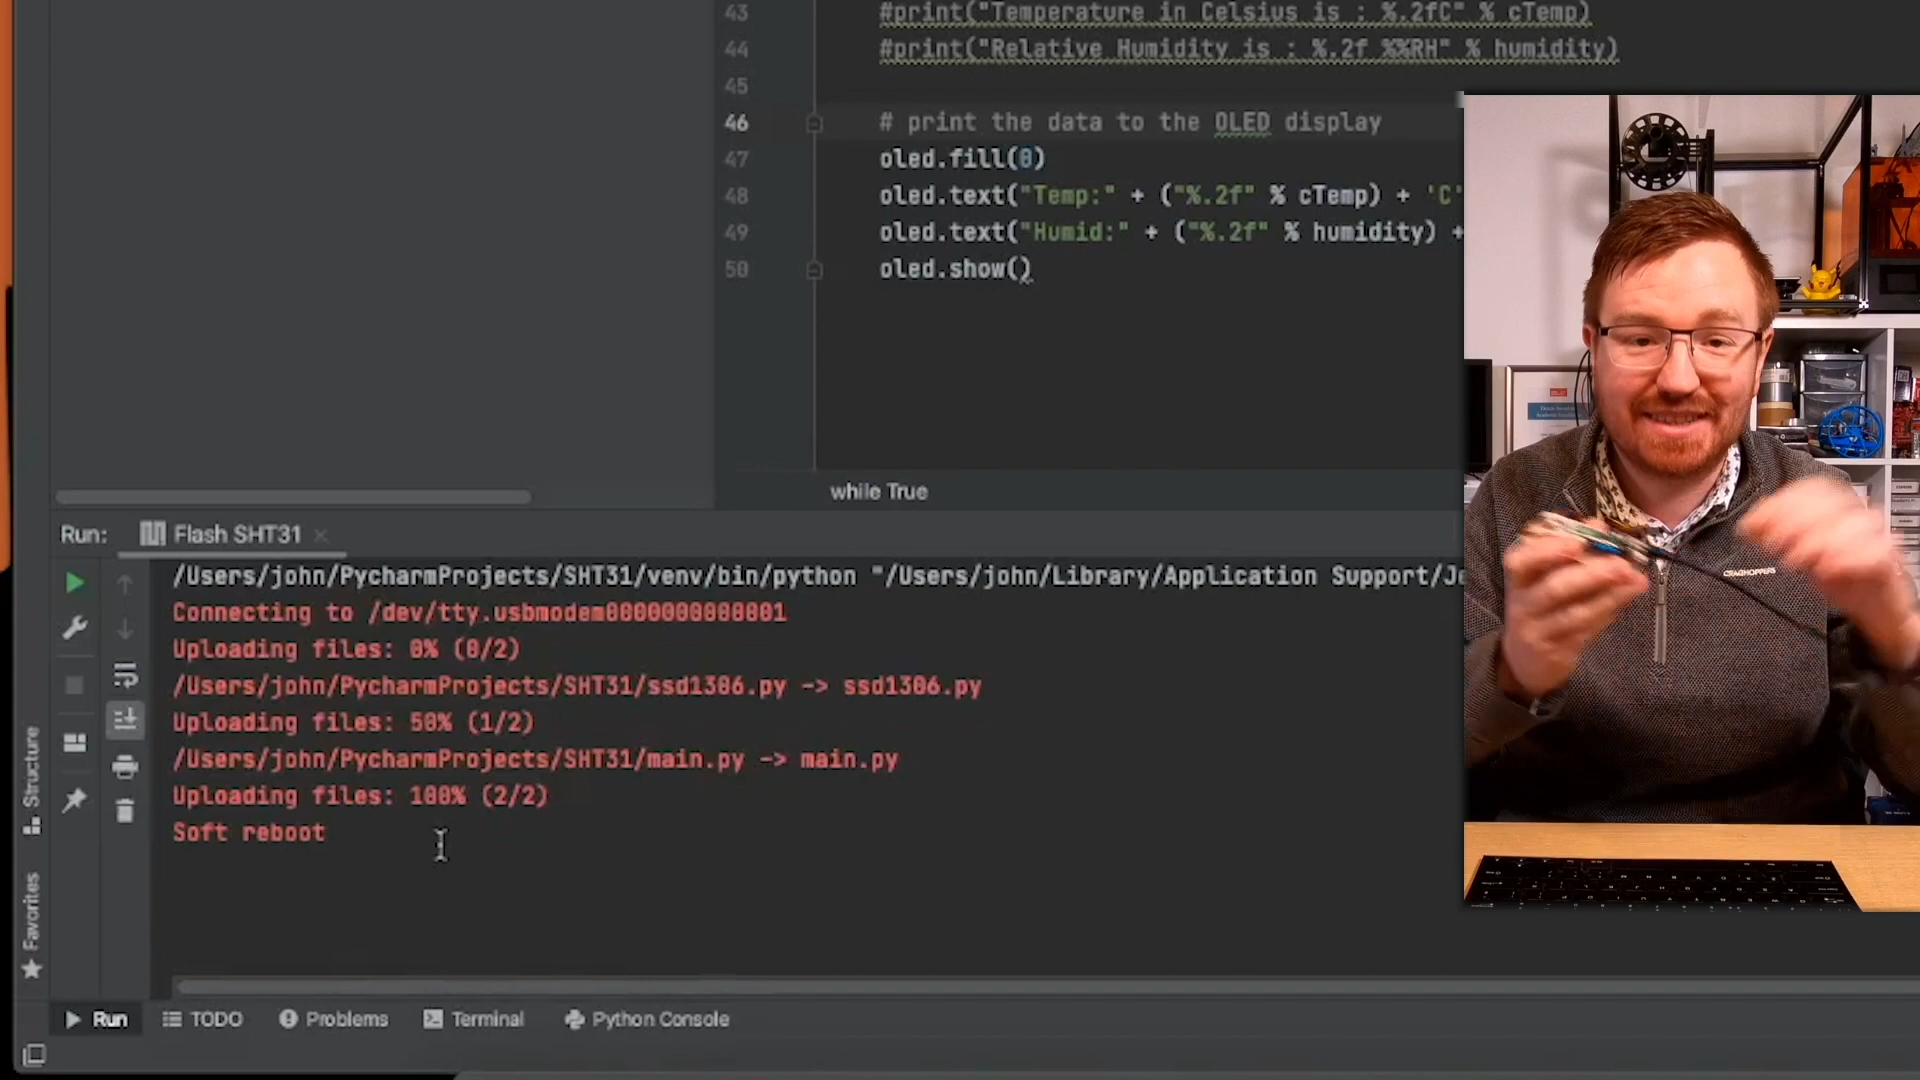 43 #print("Temperature in Celsius is : %.2fC" % cTemp)
44 #print("Relative Humidity is : %.2f %%RH" % humidity)
45
46 # print the data to the OLED display
47 oled.fill(0)
48 oled.text("Temp:" + ("%.2f" % cTemp) + 'C'
49 oled.text("Humid:" + ("%.2f" % humidity) +
50 oled.show()
while True
Run: Flash SHT31
/Users/john/PycharmProjects/SHT31/venv/bin/python "/Users/john/Library/Application Support/Je
Connecting to /dev/tty.usbmodem0000000000001
Uploading files: 0% (0/2)
/Users/john/PycharmProjects/SHT31/ssd1306.py -> ssd1306.py
Uploading files: 50% (1/2)
/Users/john/PycharmProjects/SHT31/main.py -> main.py
Uploading files: 100% (2/2)
Soft reboot
Structure
Favorites
Run TODO Problems Terminal Python Console
CRAGHOPPERS